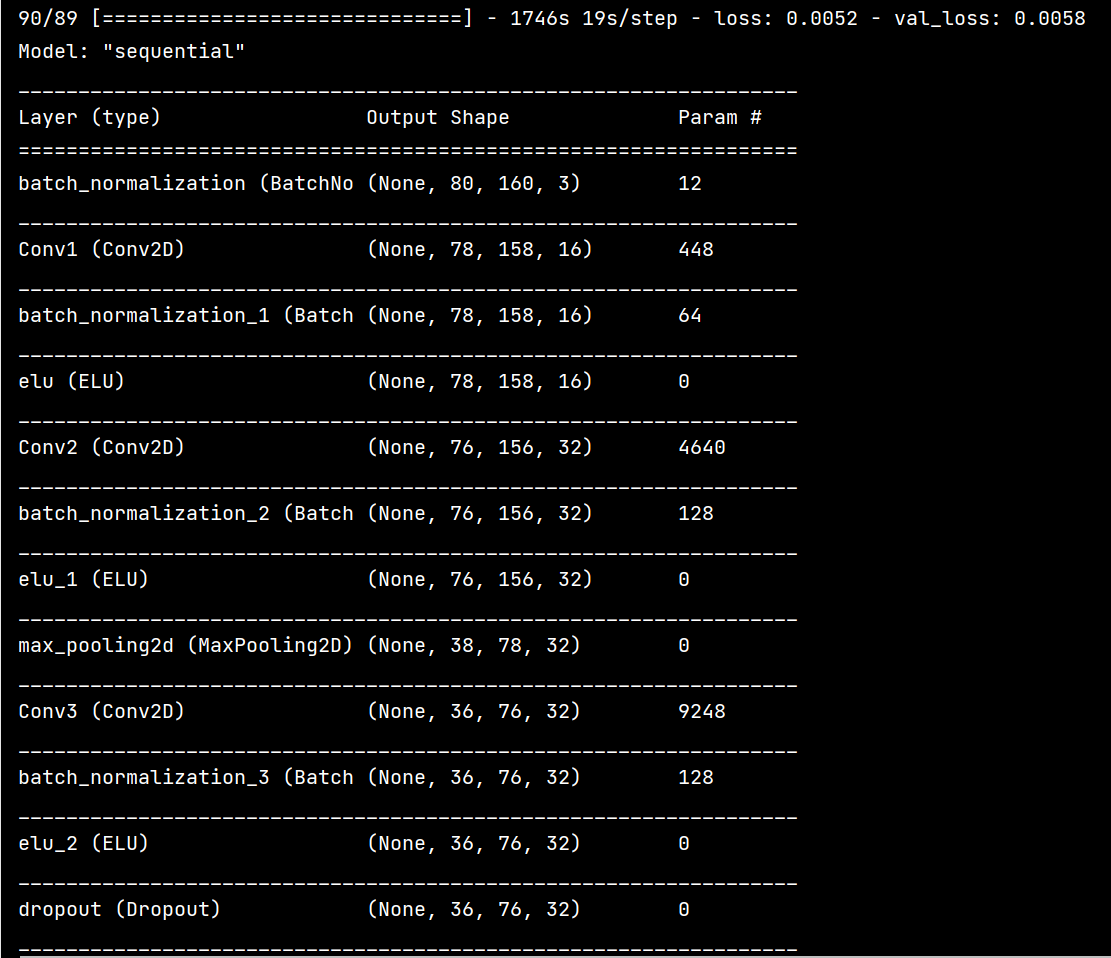 90/89 [==============================] - 1746s 19s/step - loss: 0.0052 - val_loss: 0.0058
Model: "sequential"
_________________________________________________________________
Layer (type)                 Output Shape              Param #
=================================================================
batch_normalization (BatchNo (None, 80, 160, 3)        12
_________________________________________________________________
Conv1 (Conv2D)               (None, 78, 158, 16)       448
_________________________________________________________________
batch_normalization_1 (Batch (None, 78, 158, 16)       64
_________________________________________________________________
elu (ELU)                    (None, 78, 158, 16)       0
_________________________________________________________________
Conv2 (Conv2D)               (None, 76, 156, 32)       4640
_________________________________________________________________
batch_normalization_2 (Batch (None, 76, 156, 32)       128
_________________________________________________________________
elu_1 (ELU)                  (None, 76, 156, 32)       0
_________________________________________________________________
max_pooling2d (MaxPooling2D) (None, 38, 78, 32)        0
_________________________________________________________________
Conv3 (Conv2D)               (None, 36, 76, 32)        9248
_________________________________________________________________
batch_normalization_3 (Batch (None, 36, 76, 32)        128
_________________________________________________________________
elu_2 (ELU)                  (None, 36, 76, 32)        0
_________________________________________________________________
dropout (Dropout)            (None, 36, 76, 32)        0
_________________________________________________________________